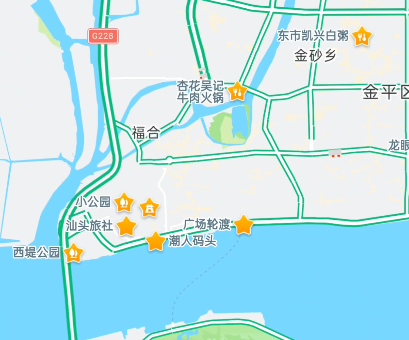 G228
东市凯兴白粥
金砂乡
杏花吴记
牛肉火锅
金平区
福合
龙眼
小公园
汕头旅社
广场轮渡
潮人码头
西堤公园